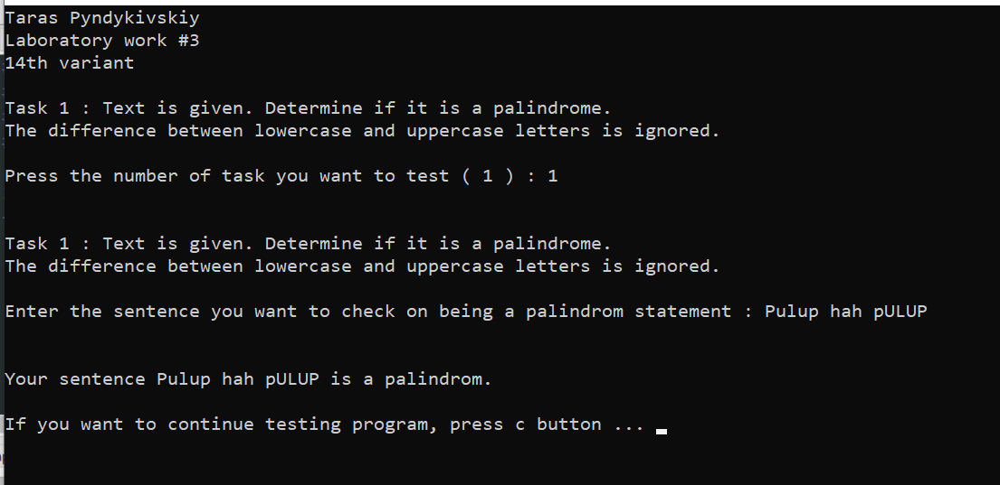 Taras Pyndykivskiy
Laboratory work #3
14th variant
Task 1 : Text is given. Determine if it is a palindrome.
The difference between lowercase and uppercase letters is ignored.
Press the number of task you want to test ( 1 ) : 1
Task 1 : Text is given. Determine if it is a palindrome.
The difference between lowercase and uppercase letters is ignored.
Enter the sentence you want to check on being a palindrom statement : Pulup hah pULUP
Your sentence Pulup hah pULUP is a palindrom.
If you want to continue testing program, press c button ...